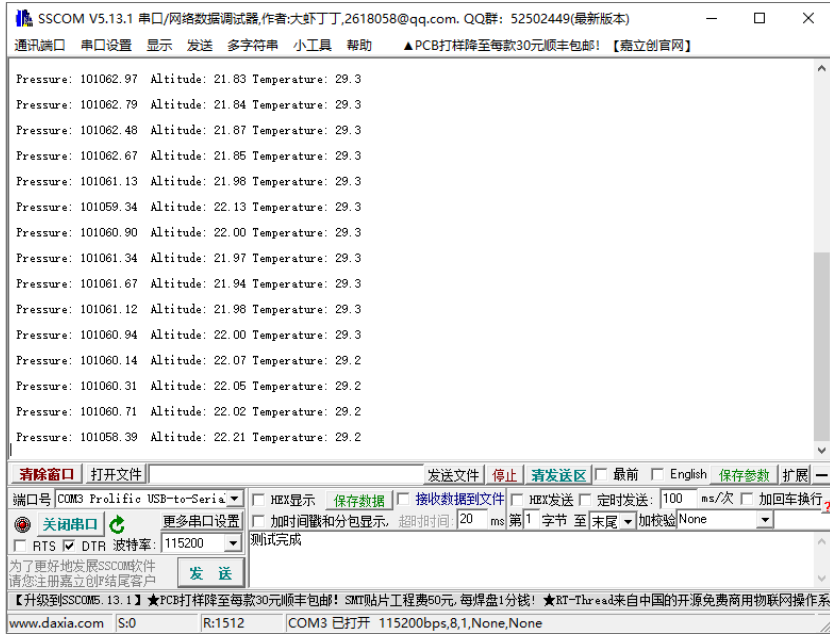 SSCOM V5.13.1 串口/网络数据调试器,作者:大虾丁丁,2618058@qq.com. QQ群: 52502449(最新版本)
通讯端口 串口设置 显示 发送 多字符串 小工具 帮助 ▲PCB打样降至每款30元顺丰包邮!【嘉立创官网】
Pressure: 101062.97 Altitude: 21.83 Temperature: 29.3
Pressure: 101062.79 Altitude: 21.84 Temperature: 29.3
Pressure: 101062.48 Altitude: 21.87 Temperature: 29.3
Pressure: 101062.67 Altitude: 21.85 Temperature: 29.3
Pressure: 101061.13 Altitude: 21.98 Temperature: 29.3
Pressure: 101059.34 Altitude: 22.13 Temperature: 29.3
Pressure: 101060.90 Altitude: 22.00 Temperature: 29.3
Pressure: 101061.34 Altitude: 21.97 Temperature: 29.3
Pressure: 101061.67 Altitude: 21.94 Temperature: 29.3
Pressure: 101061.12 Altitude: 21.98 Temperature: 29.3
Pressure: 101060.94 Altitude: 22.00 Temperature: 29.3
Pressure: 101060.14 Altitude: 22.07 Temperature: 29.2
Pressure: 101060.31 Altitude: 22.05 Temperature: 29.2
Pressure: 101060.71 Altitude: 22.02 Temperature: 29.2
Pressure: 101058.39 Altitude: 22.21 Temperature: 29.2
清除窗口 打开文件 发送文件 停止 清发送区 最前 English 保存参数 扩展 —
端口号 COM3 Prolific USB-to-Seria HEX显示 保存数据 接收数据到文件 HEX发送 定时发送: 100 ms/次 加回车换行
关闭串口 更多串口设置 加时间戳和分包显示, 超时时间: 20 ms 第 1 字节 至 末尾 加校验 None
RTS DTR 波特率: 115200 测试完成
为了更好地发展SSCOM软件
请您注册嘉立创F结尾客户 发 送
【升级到SSCOM5.13.1】★PCB打样降至每款30元顺丰包邮! SMT贴片工程费50元,每焊盘1分钱! ★RT-Thread来自中国的开源免费商用物联网操作系
www.daxia.com S:0 R:1512 COM3 已打开 115200bps,8,1,None,None